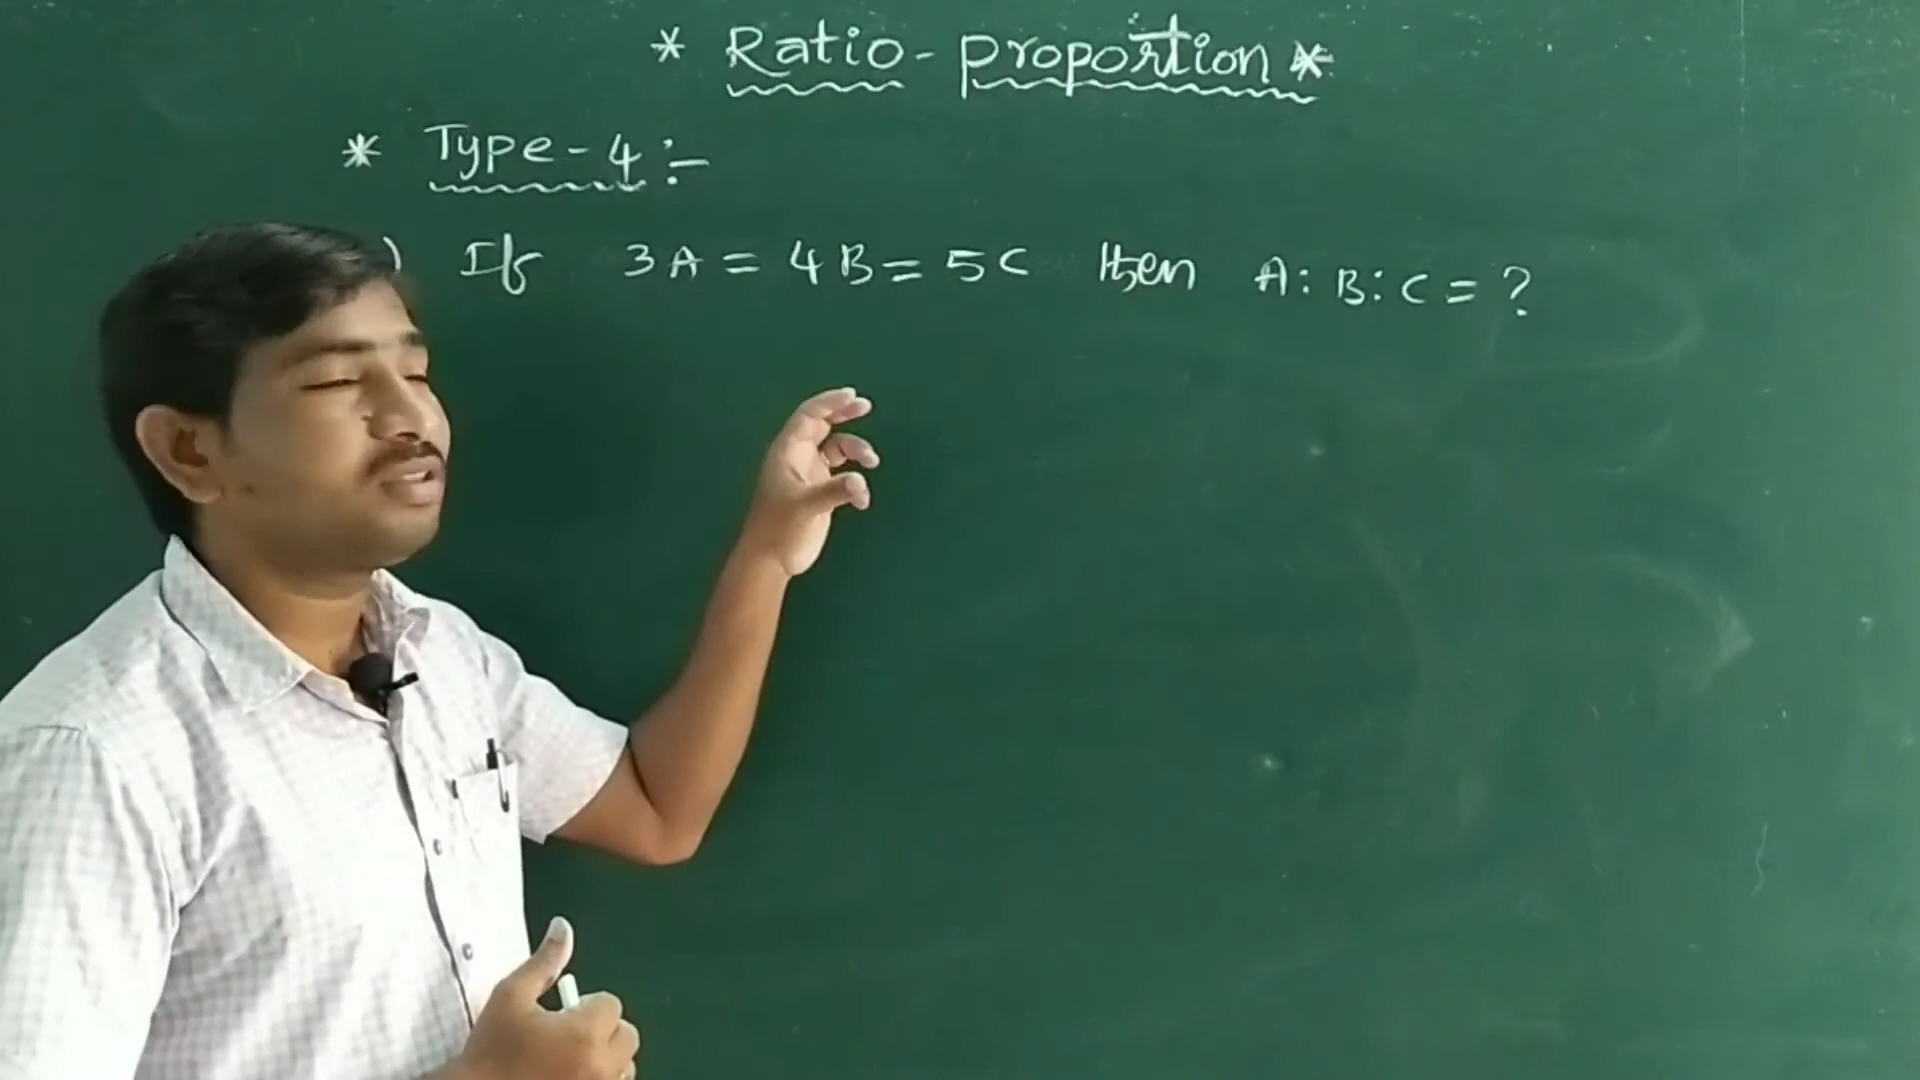 * Ratio - proportion *
* Type - 4 :-
) If 3A = 4B = 5C then A : B : C = ?